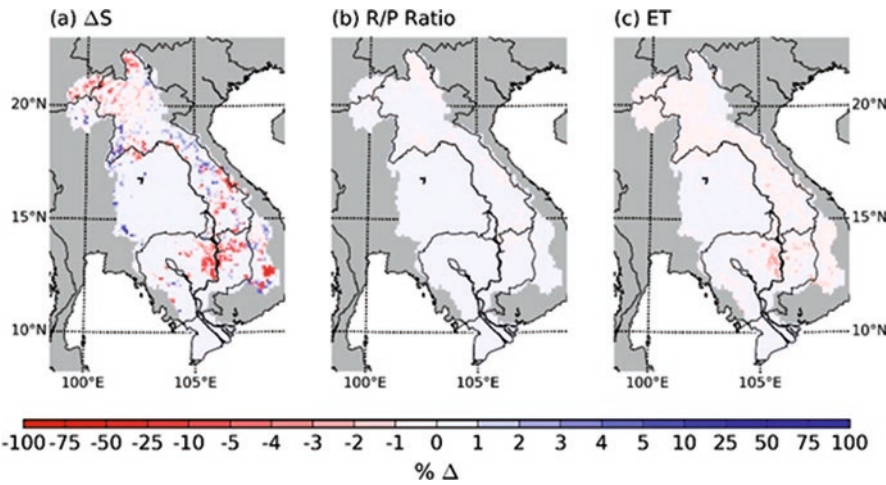 (a) ΔS (b) R/P Ratio (c) ET
20°N 20°N
15°N 15°N
10°N 10°N
100°E 105°E 100°E 105°E 100°E 105°E
-100 -75 -50 -25 -10 -5 -4 -3 -2 -1 0 1 2 3 4 5 10 25 50 75 100
% Δ